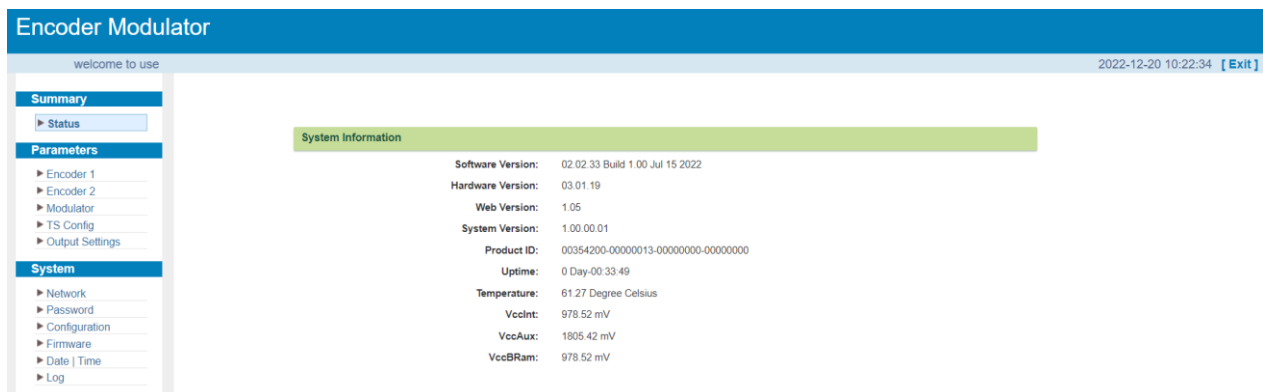 Encoder Modulator
welcome to use
2022-12-20 10:22:34 [ Exit ]
Summary
Status
Parameters
Encoder 1
Encoder 2
Modulator
TS Config
Output Settings
System
Network
Password
Configuration
Firmware
Date | Time
Log
System Information
Software Version: 02.02.33 Build 1.00 Jul 15 2022
Hardware Version: 03.01.19
Web Version: 1.05
System Version: 1.00.00.01
Product ID: 00354200-00000013-00000000-00000000
Uptime: 0 Day-00:33:49
Temperature: 61.27 Degree Celsius
VccInt: 978.52 mV
VccAux: 1805.42 mV
VccBRam: 978.52 mV